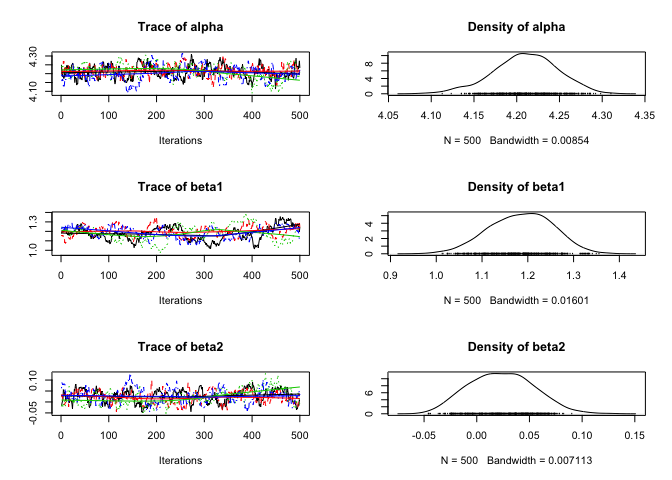 Trace of alpha
4.10 4.30
0 100 200 300 400 500
Iterations
Density of alpha
0 4 8
4.05 4.10 4.15 4.20 4.25 4.30 4.35
N = 500 Bandwidth = 0.00854
Trace of beta1
1.0 1.3
0 100 200 300 400 500
Iterations
Density of beta1
0 2 4
0.9 1.0 1.1 1.2 1.3 1.4
N = 500 Bandwidth = 0.01601
Trace of beta2
-0.05 0.10
0 100 200 300 400 500
Iterations
Density of beta2
0 2 6
-0.05 0.00 0.05 0.10 0.15
N = 500 Bandwidth = 0.007113